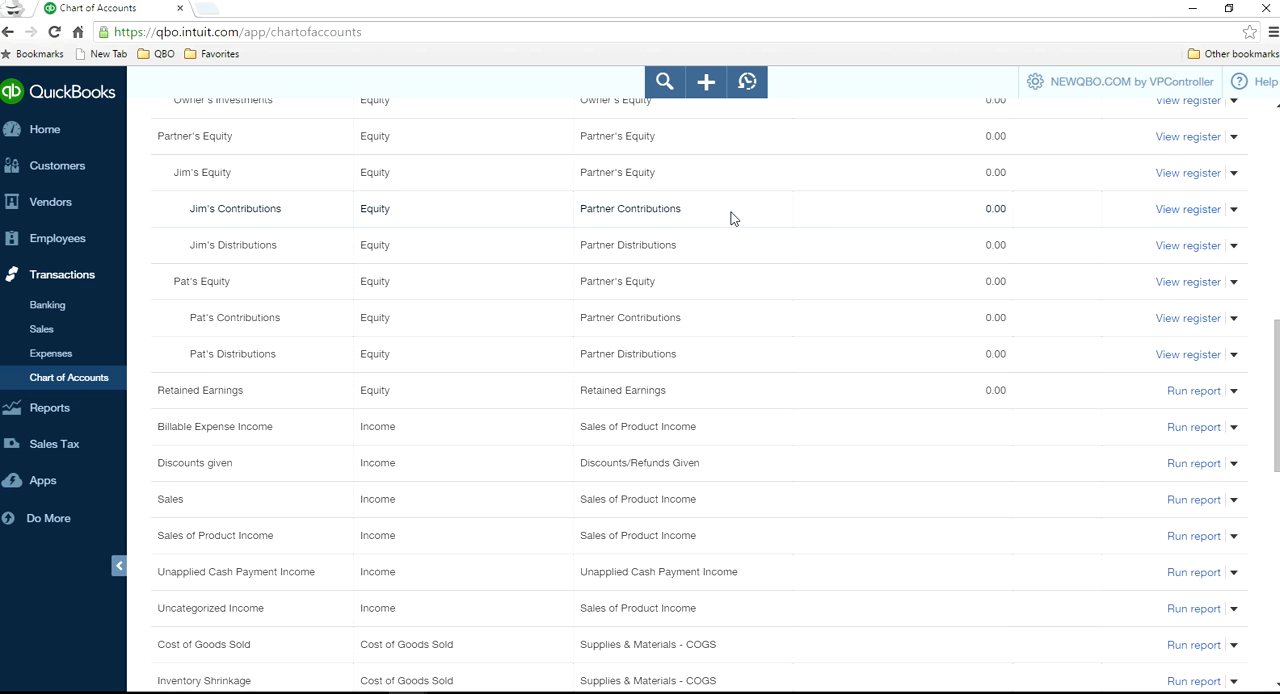 Chart of Accounts
https://qbo.intuit.com/app/chartofaccounts
Bookmarks New Tab QBO Favorites Other bookmarks
qb QuickBooks NEWQBO.COM by VPController Help
Owner's Investments Equity Owner's Equity 0.00 View register
Home
Partner's Equity Equity Partner's Equity 0.00 View register
Customers
Jim's Equity Equity Partner's Equity 0.00 View register
Vendors
Jim's Contributions Equity Partner Contributions 0.00 View register
Employees
Jim's Distributions Equity Partner Distributions 0.00 View register
Transactions
Pat's Equity Equity Partner's Equity 0.00 View register
Banking
Pat's Contributions Equity Partner Contributions 0.00 View register
Sales
Expenses
Pat's Distributions Equity Partner Distributions 0.00 View register
Chart of Accounts
Retained Earnings Equity Retained Earnings 0.00 Run report
Reports
Billable Expense Income Income Sales of Product Income Run report
Sales Tax
Discounts given Income Discounts/Refunds Given Run report
Apps
Sales Income Sales of Product Income Run report
Do More
Sales of Product Income Income Sales of Product Income Run report
Unapplied Cash Payment Income Income Unapplied Cash Payment Income Run report
Uncategorized Income Income Sales of Product Income Run report
Cost of Goods Sold Cost of Goods Sold Supplies & Materials - COGS Run report
Inventory Shrinkage Cost of Goods Sold Supplies & Materials - COGS Run report